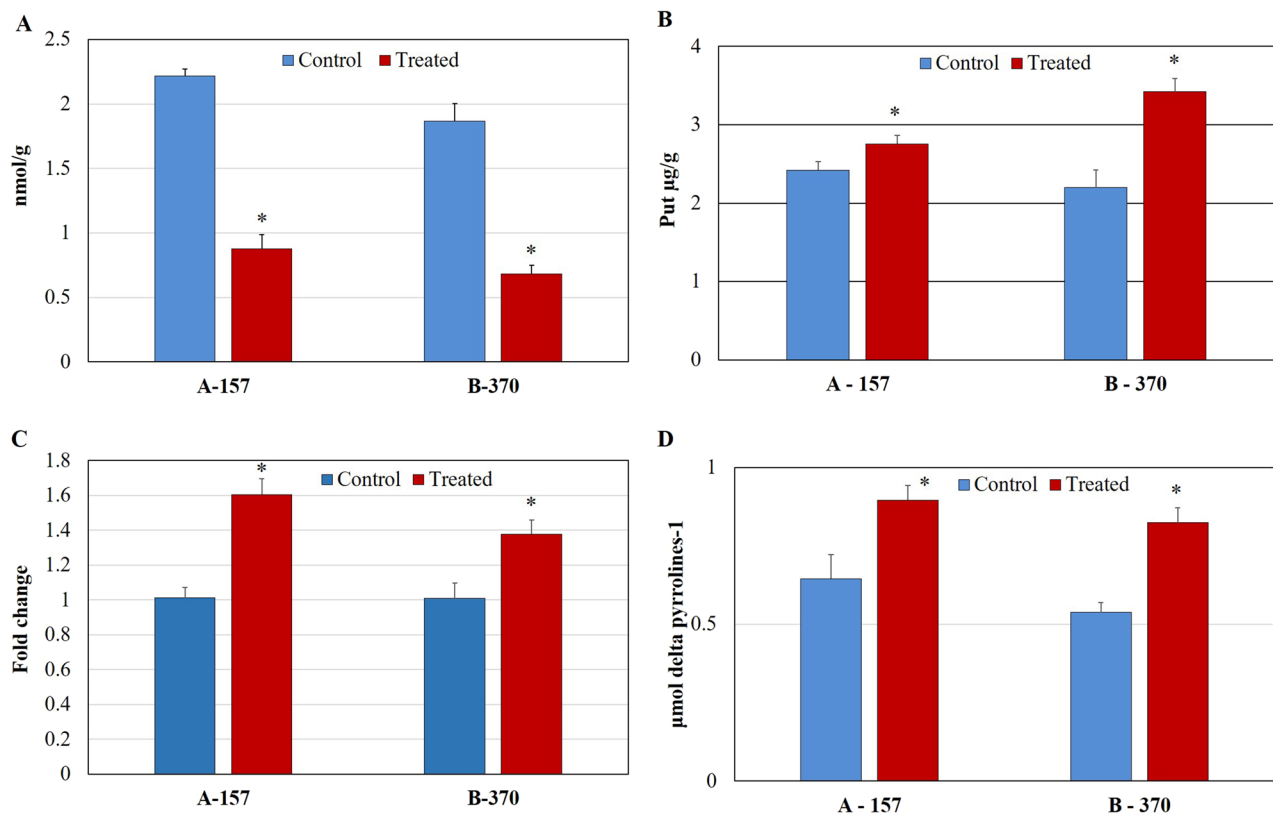 A
nmol/g
2.5
2
1.5
1
0.5
0
Control Treated
*
*
A-157 B-370
B
Put µg/g
4
3
2
1
0
Control Treated
*
*
A - 157 B - 370
C
Fold change
1.8
1.6
1.4
1.2
1
0.8
0.6
0.4
0.2
0
Control Treated
*
*
A-157 B-370
D
µmol delta pyrrolines-1
1
0.5
0
Control Treated
*
*
A - 157 B - 370